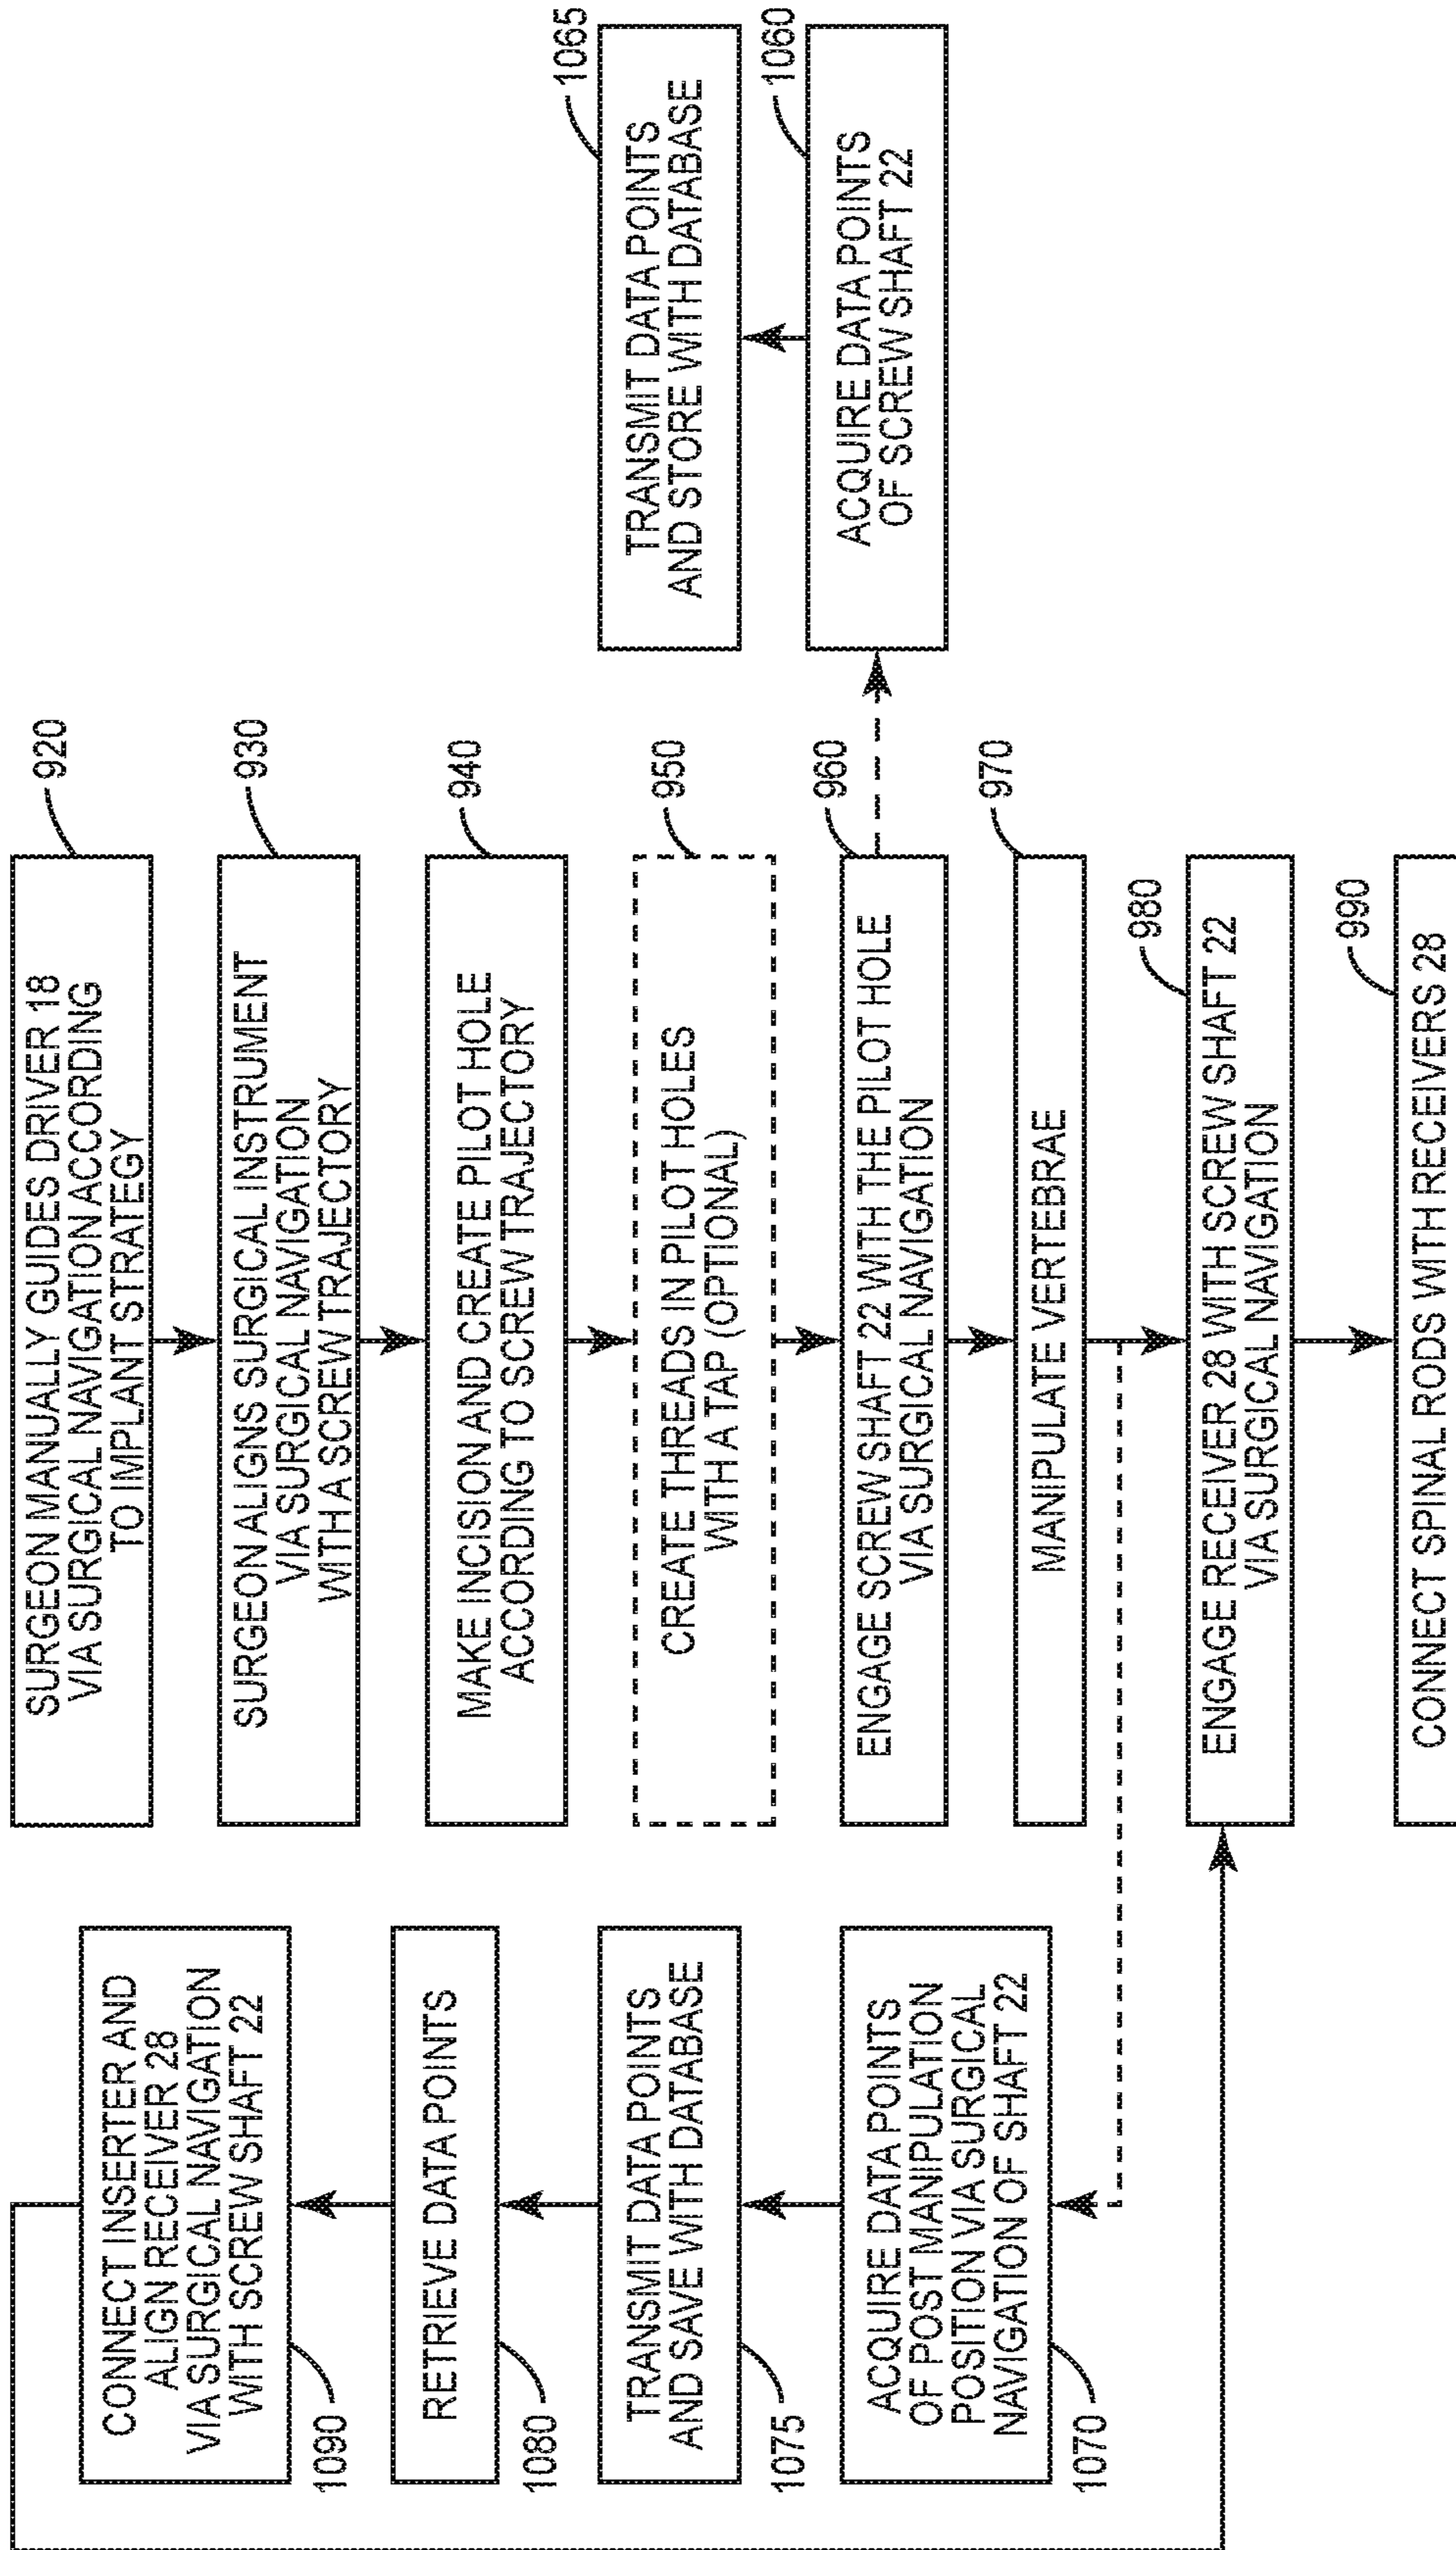 SURGEON MANUALLY GUIDES DRIVER 18
VIA SURGICAL NAVIGATION ACCORDING
TO IMPLANT STRATEGY
920
SURGEON ALIGNS SURGICAL INSTRUMENT
VIA SURGICAL NAVIGATION
WITH A SCREW TRAJECTORY
930
MAKE INCISION AND CREATE PILOT HOLE
ACCORDING TO SCREW TRAJECTORY
940
CREATE THREADS IN PILOT HOLES
WITH A TAP (OPTIONAL)
950
ENGAGE SCREW SHAFT 22 WITH THE PILOT HOLE
VIA SURGICAL NAVIGATION
960
MANIPULATE VERTEBRAE
970
ENGAGE RECEIVER 28 WITH SCREW SHAFT 22
VIA SURGICAL NAVIGATION
980
CONNECT SPINAL RODS WITH RECEIVERS 28
990
TRANSMIT DATA POINTS
AND STORE WITH DATABASE
1065
ACQUIRE DATA POINTS
OF SCREW SHAFT 22
1060
CONNECT INSERTER AND
ALIGN RECEIVER 28
VIA SURGICAL NAVIGATION
WITH SCREW SHAFT 22
1090
RETRIEVE DATA POINTS
1080
TRANSMIT DATA POINTS
AND SAVE WITH DATABASE
1075
ACQUIRE DATA POINTS
OF POST MANIPULATION
POSITION VIA SURGICAL
NAVIGATION OF SHAFT 22
1070